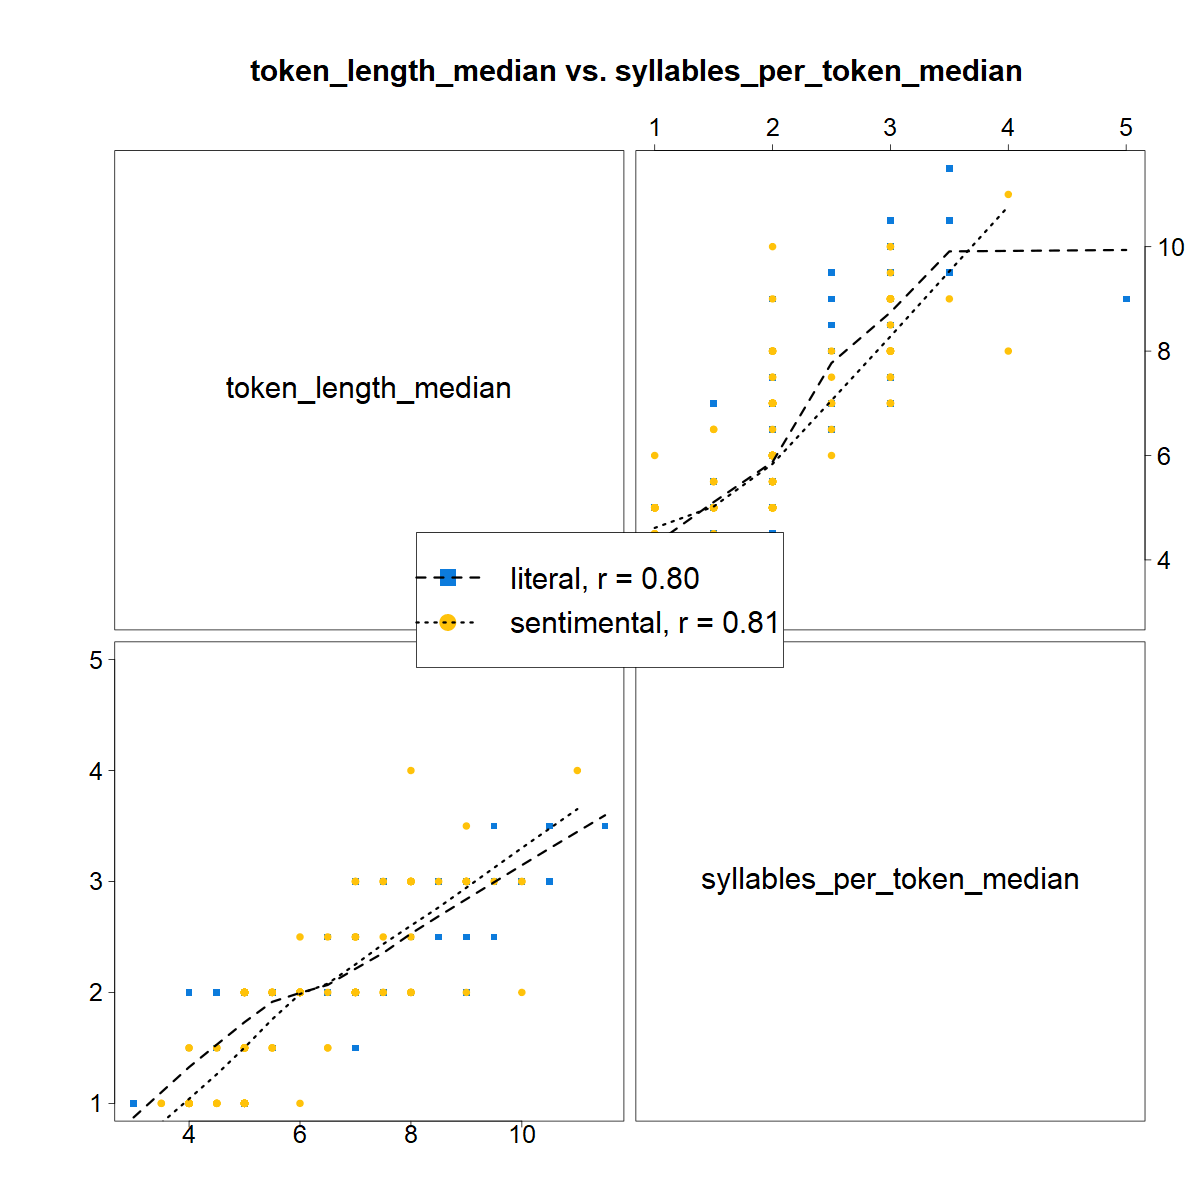 token_length_median vs. syllables_per_token_median
1 2 3 4 5
token_length_median
10
8
6
4
literal, r = 0.80
sentimental, r = 0.81
5
4
3
2
1
syllables_per_token_median
4 6 8 10